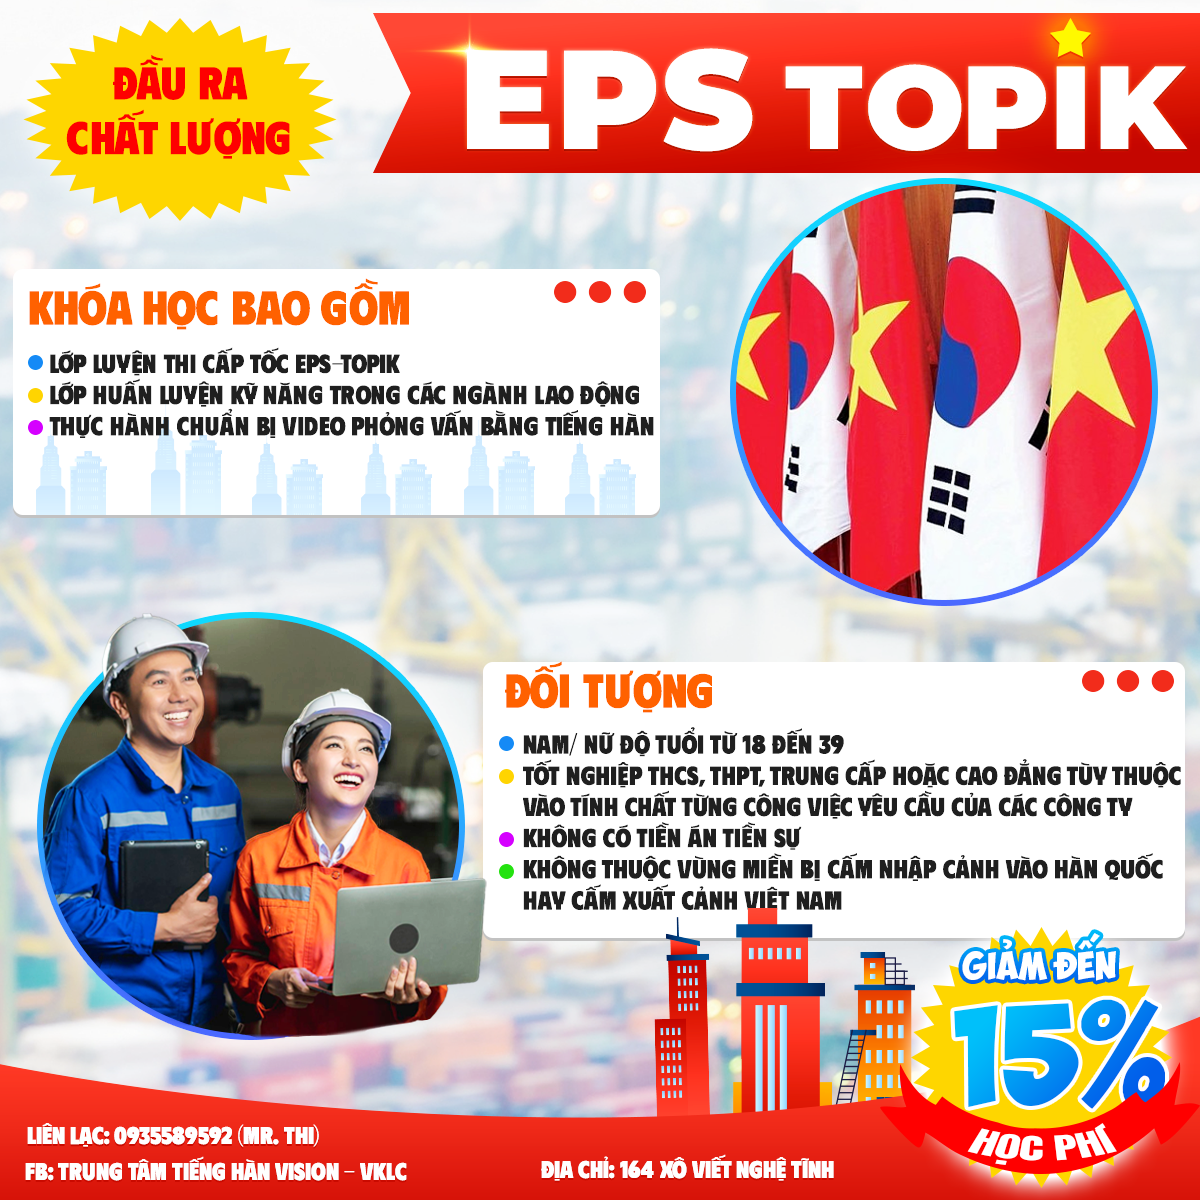 ĐẦU RA
CHẤT LƯỢNG
EPS TOPIK
KHÓA HỌC BAO GỒM
LỚP LUYỆN THI CẤP TỐC EPS-TOPIK
LỚP HUẤN LUYỆN KỸ NĂNG TRONG CÁC NGÀNH LAO ĐỘNG
THỰC HÀNH CHUẨN BỊ VIDEO PHỎNG VẤN BẰNG TIẾNG HÀN
ĐỐI TƯỢNG
NAM/ NỮ ĐỘ TUỔI TỪ 18 ĐẾN 39
TỐT NGHIỆP THCS, THPT, TRUNG CẤP HOẶC CAO ĐẲNG TÙY THUỘC
VÀO TÍNH CHẤT TỪNG CÔNG VIỆC YÊU CẦU CỦA CÁC CÔNG TY
KHÔNG CÓ TIỀN ÁN TIỀN SỰ
KHÔNG THUỘC VÙNG MIỀN BỊ CẤM NHẬP CẢNH VÀO HÀN QUỐC
HAY CẤM XUẤT CẢNH VIỆT NAM
GIẢM ĐẾN
15%
HỌC PHÍ
LIÊN LẠC: 0935589592 (MR. THI)
FB: TRUNG TÂM TIẾNG HÀN VISION - VKLC
ĐỊA CHỈ: 164 XÔ VIẾT NGHỆ TĨNH